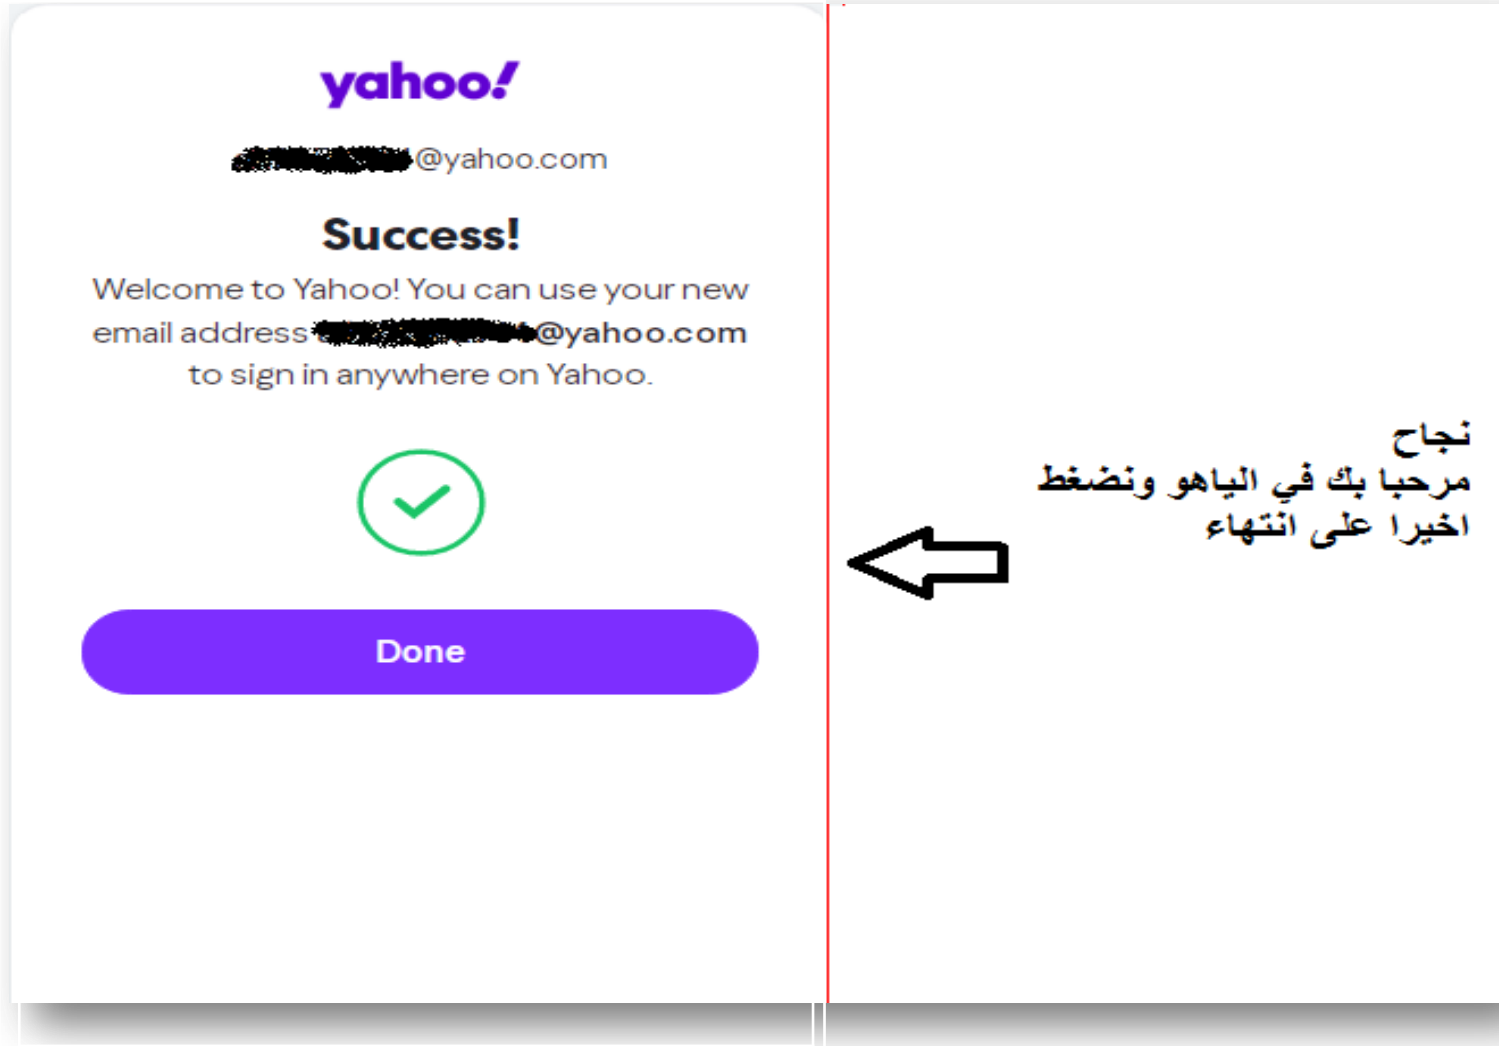 yahoo!
@yahoo.com
Success!
Welcome to Yahoo! You can use your new
email address @yahoo.com
to sign in anywhere on Yahoo.
Done
نجاح
مرحبا بك في الياهو ونضغط
اخيرا على انتهاء